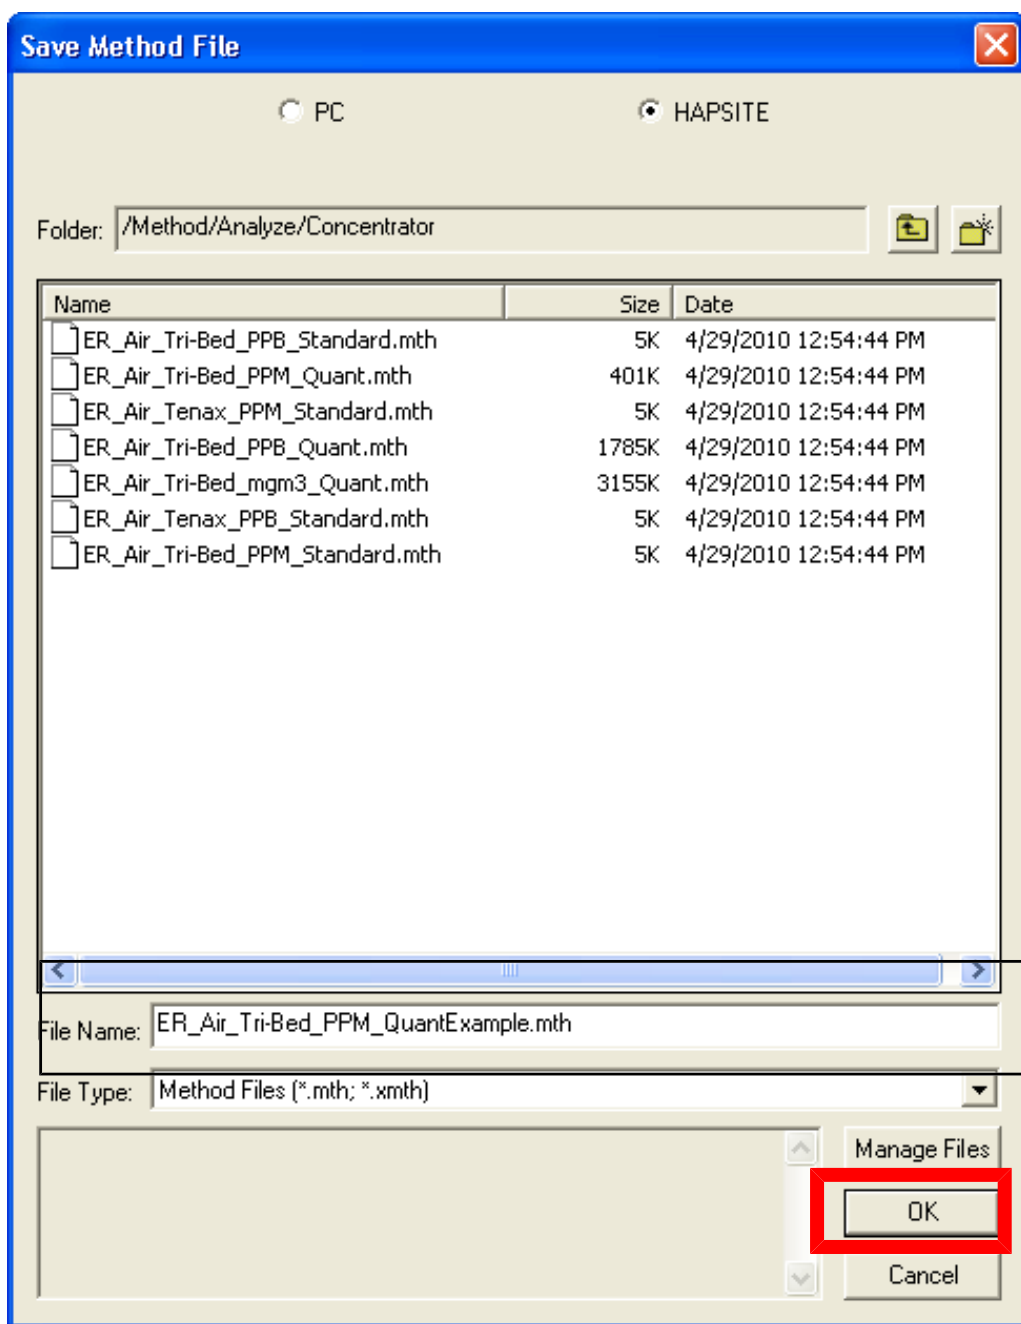 Save Method File
PC HAPSITE
Folder: /Method/Analyze/Concentrator
Name Size Date
ER_Air_Tri-Bed_PPB_Standard.mth 5K 4/29/2010 12:54:44 PM
ER_Air_Tri-Bed_PPM_Quant.mth 401K 4/29/2010 12:54:44 PM
ER_Air_Tenax_PPM_Standard.mth 5K 4/29/2010 12:54:44 PM
ER_Air_Tri-Bed_PPB_Quant.mth 1785K 4/29/2010 12:54:44 PM
ER_Air_Tri-Bed_mgm3_Quant.mth 3155K 4/29/2010 12:54:44 PM
ER_Air_Tenax_PPB_Standard.mth 5K 4/29/2010 12:54:44 PM
ER_Air_Tri-Bed_PPM_Standard.mth 5K 4/29/2010 12:54:44 PM
File Name: ER_Air_Tri-Bed_PPM_QuantExample.mth
File Type: Method Files (*.mth; *.xmth)
Manage Files
OK
Cancel